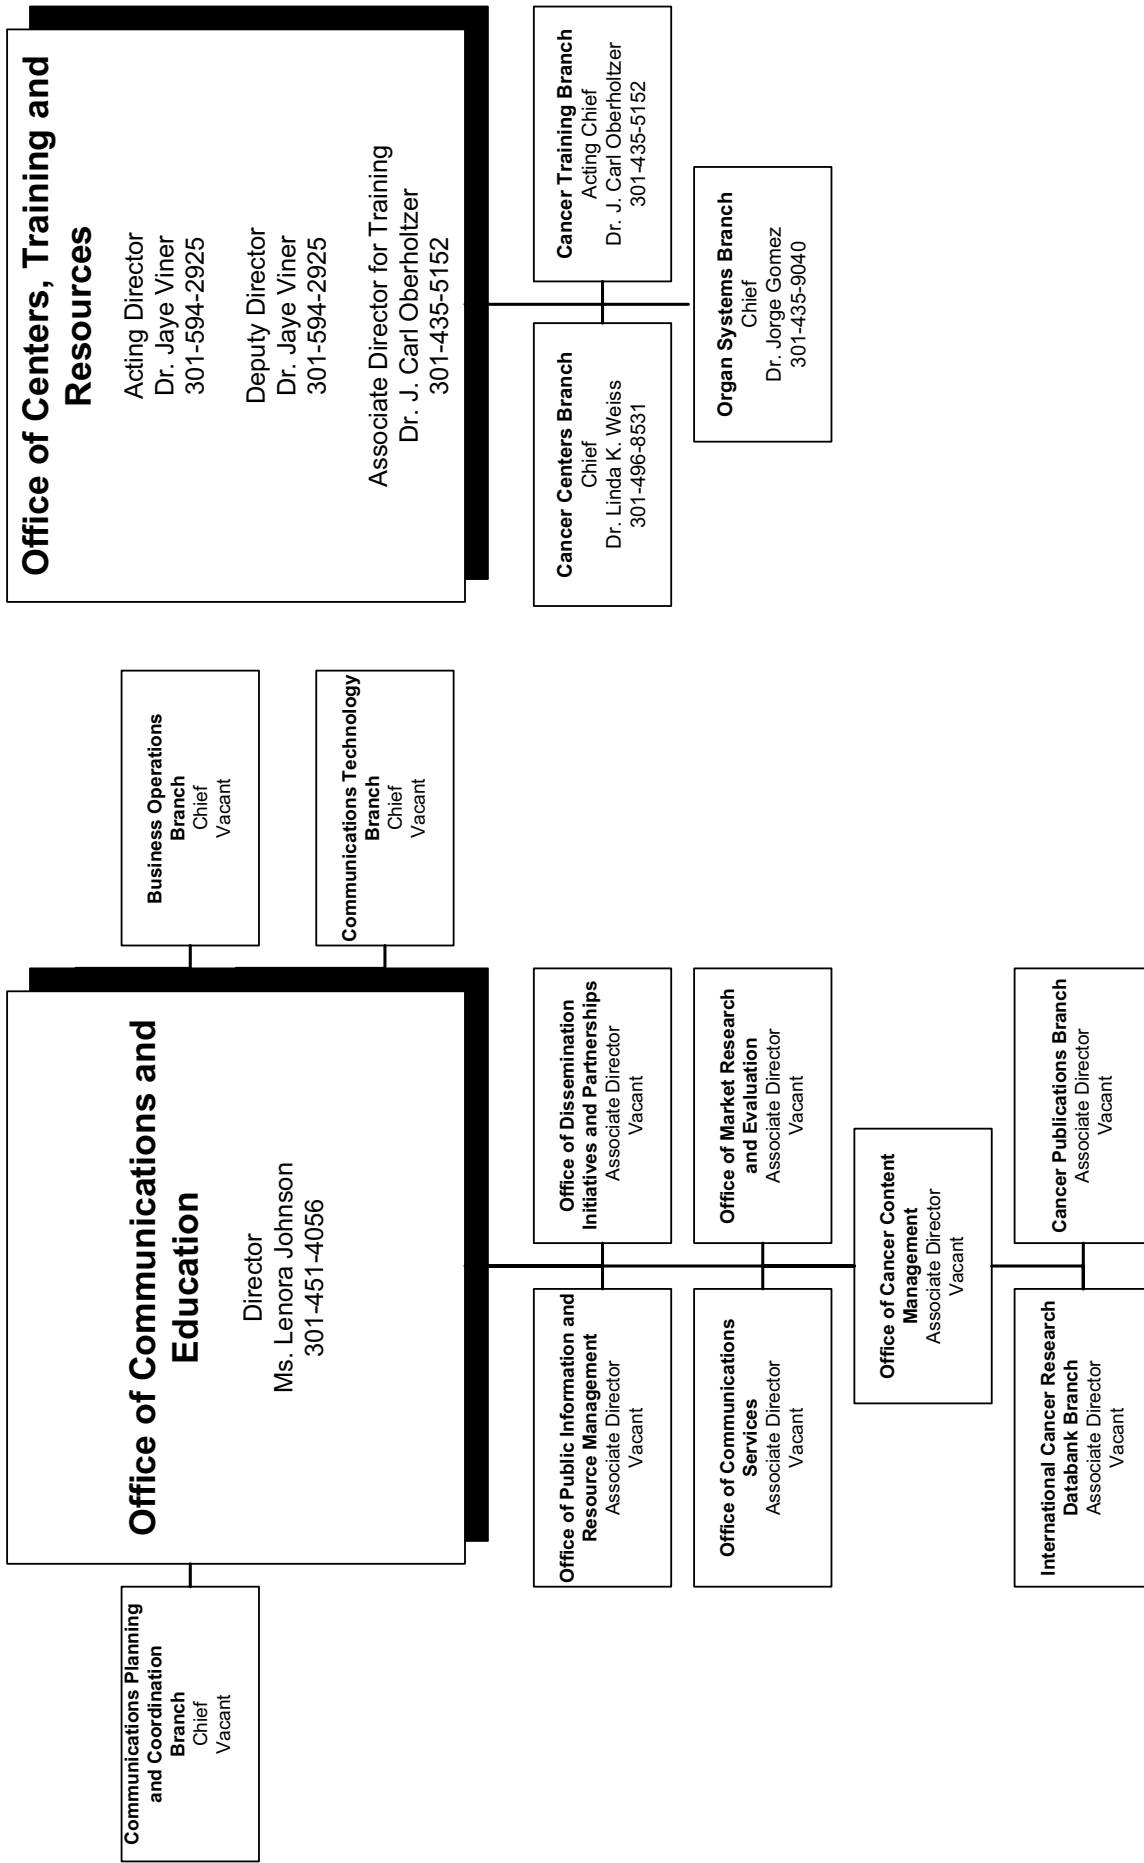 Office of Communications and
Education
Director
Ms. Lenora Johnson
301-451-4056
Communications Planning
and Coordination
Branch
Chief
Vacant
Business Operations
Branch
Chief
Vacant
Communications Technology
Branch
Chief
Vacant
Office of Public Information and
Resource Management
Associate Director
Vacant
Office of Dissemination
Initiatives and Partnerships
Associate Director
Vacant
Office of Communications
Services
Associate Director
Vacant
Office of Market Research
and Evaluation
Associate Director
Vacant
Office of Cancer Content
Management
Associate Director
Vacant
International Cancer Research
Databank Branch
Associate Director
Vacant
Cancer Publications Branch
Associate Director
Vacant
Office of Centers, Training and
Resources
Acting Director
Dr. Jaye Viner
301-594-2925
Deputy Director
Dr. Jaye Viner
301-594-2925
Associate Director for Training
Dr. J. Carl Oberholtzer
301-435-5152
Cancer Centers Branch
Chief
Dr. Linda K. Weiss
301-496-8531
Cancer Training Branch
Acting Chief
Dr. J. Carl Oberholtzer
301-435-5152
Organ Systems Branch
Chief
Dr. Jorge Gomez
301-435-9040